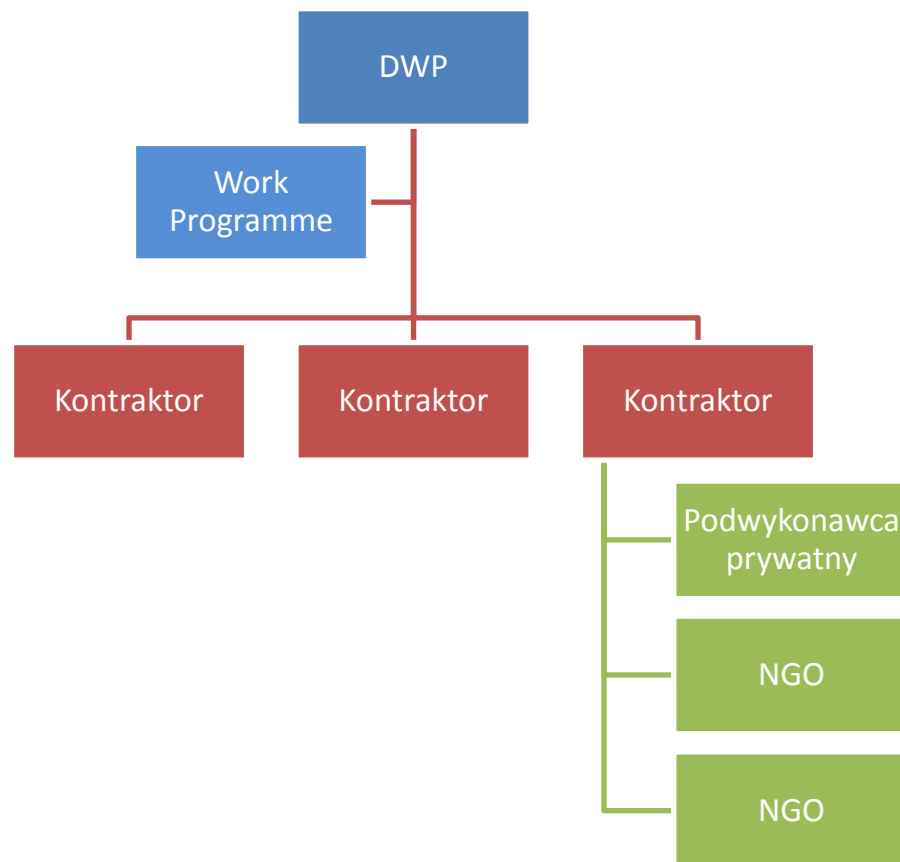 DWP
Work
Programme
Kontraktor
Kontraktor
Kontraktor
Podwykonawca
prywatny
NGO
NGO